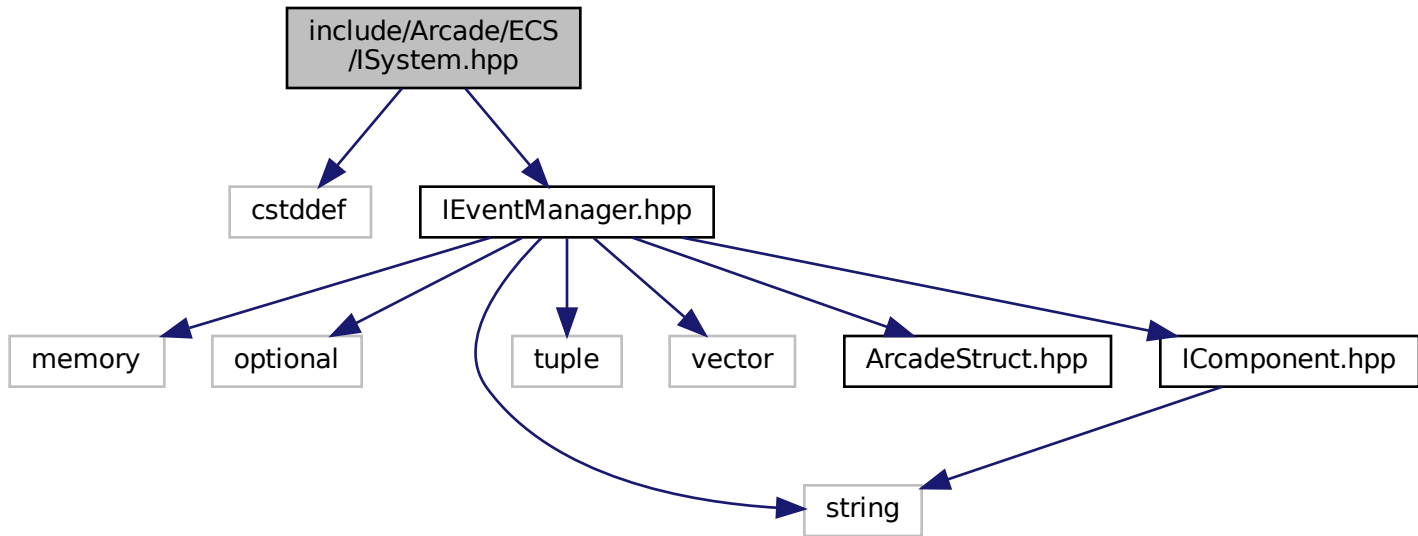 include/Arcade/ECS
/ISystem.hpp
cstddef
IEventManager.hpp
memory
optional
tuple
vector
ArcadeStruct.hpp
IComponent.hpp
string